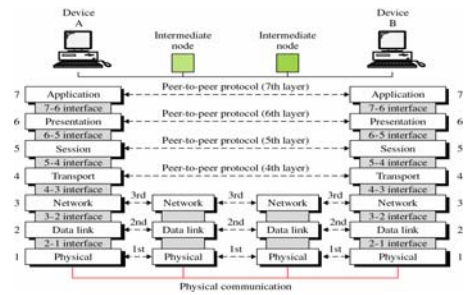 Device
A
Device
B
Intermediate
node
Intermediate
node
7 Application Peer-to-peer protocol (7th layer) Application 7
7-6 interface 7-6 interface
6 Presentation Peer-to-peer protocol (6th layer) Presentation 6
6-5 interface 6-5 interface
5 Session Peer-to-peer protocol (5th layer) Session 5
5-4 interface 5-4 interface
4 Transport Peer-to-peer protocol (4th layer) Transport 4
4-3 interface 4-3 interface
3 Network 3rd Network 3rd Network 3rd Network 3
3-2 interface 3-2 interface
2 Data link 2nd Data link 2nd Data link 2nd Data link 2
2-1 interface 2-1 interface
1 Physical 1st Physical 1st Physical 1st Physical 1
Physical communication